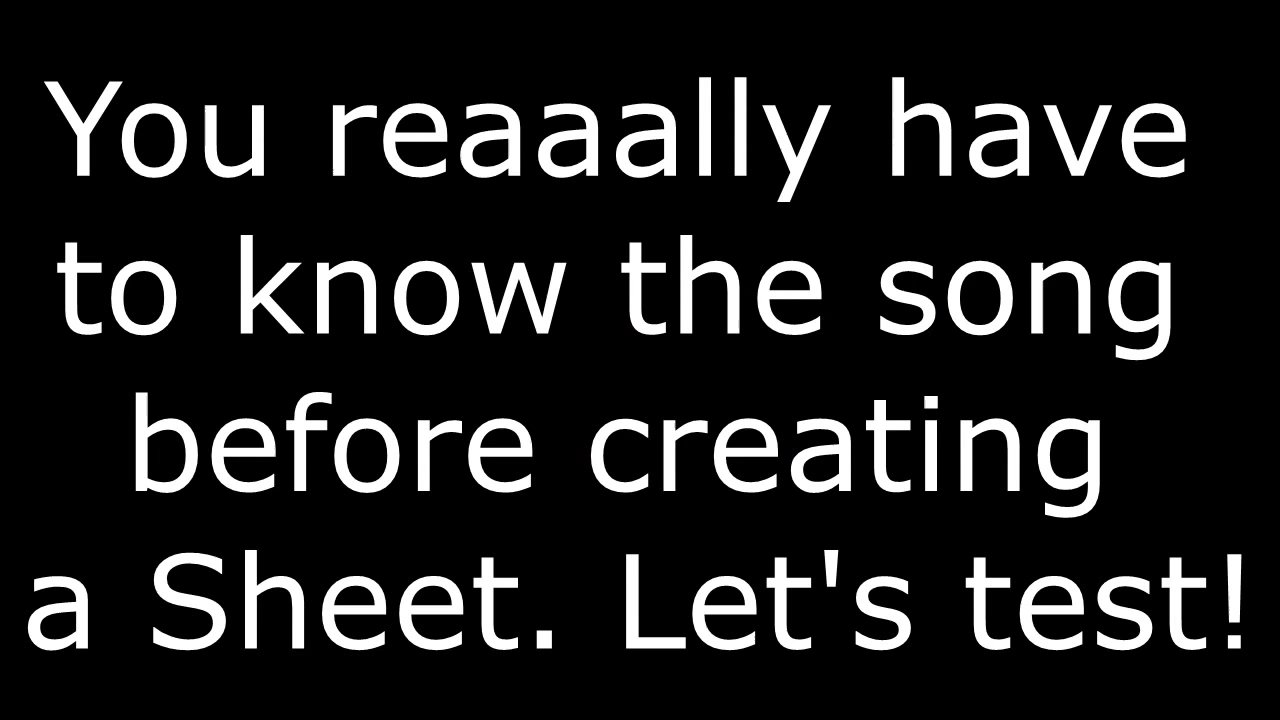 You reaaally have
to know the song
before creating
a Sheet. Let's test!